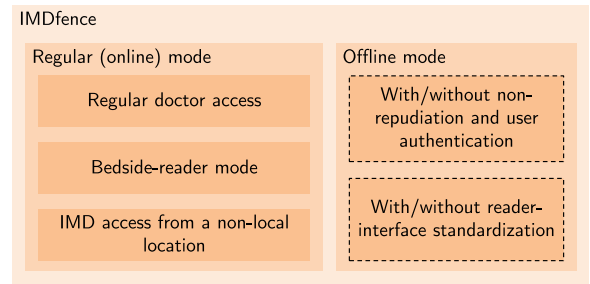 IMDfence
Regular (online) mode
Regular doctor access
Bedside-reader mode
IMD access from a non-local
location
Offline mode
With/without non-
repudiation and user
authentication
With/without reader-
interface standardization